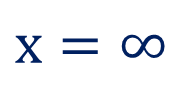 x = ∞